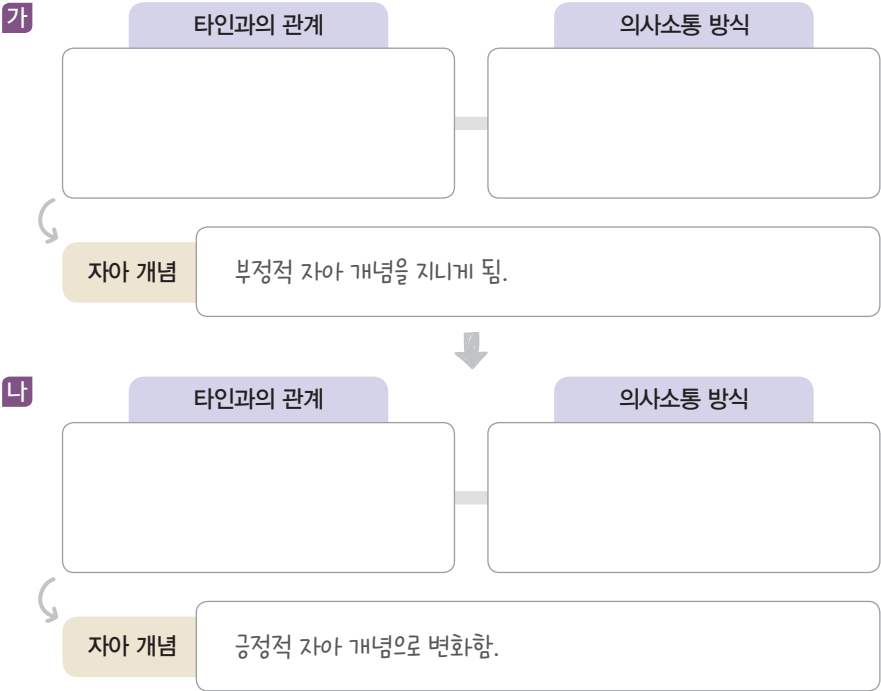 가
타인과의 관계 의사소통 방식
자아 개념 부정적 자아 개념을 지니게 됨.
나
타인과의 관계 의사소통 방식
자아 개념 긍정적 자아 개념으로 변화함.